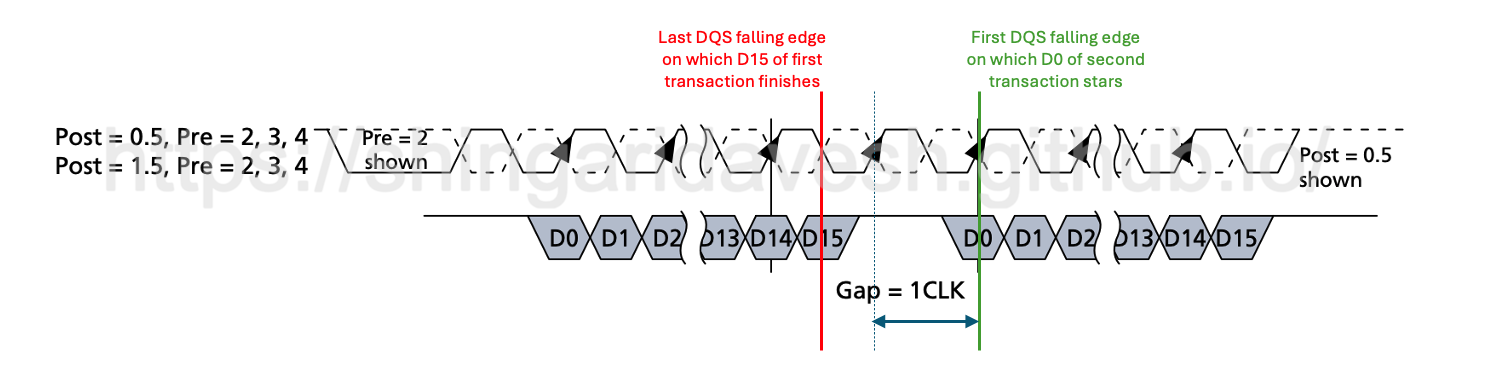 Last DQS falling edge
on which D15 of first
transaction finishes
First DQS falling edge
on which D0 of second
transaction stars
Post = 0.5, Pre = 2, 3, 4
Post = 1.5, Pre = 2, 3, 4
Pre = 2
shown
https://shingaridavesh.github.io/
Post = 0.5
shown
D0 D1 D2 D13 D14 D15 D0 D1 D2 D13 D14 D15
Gap = 1CLK